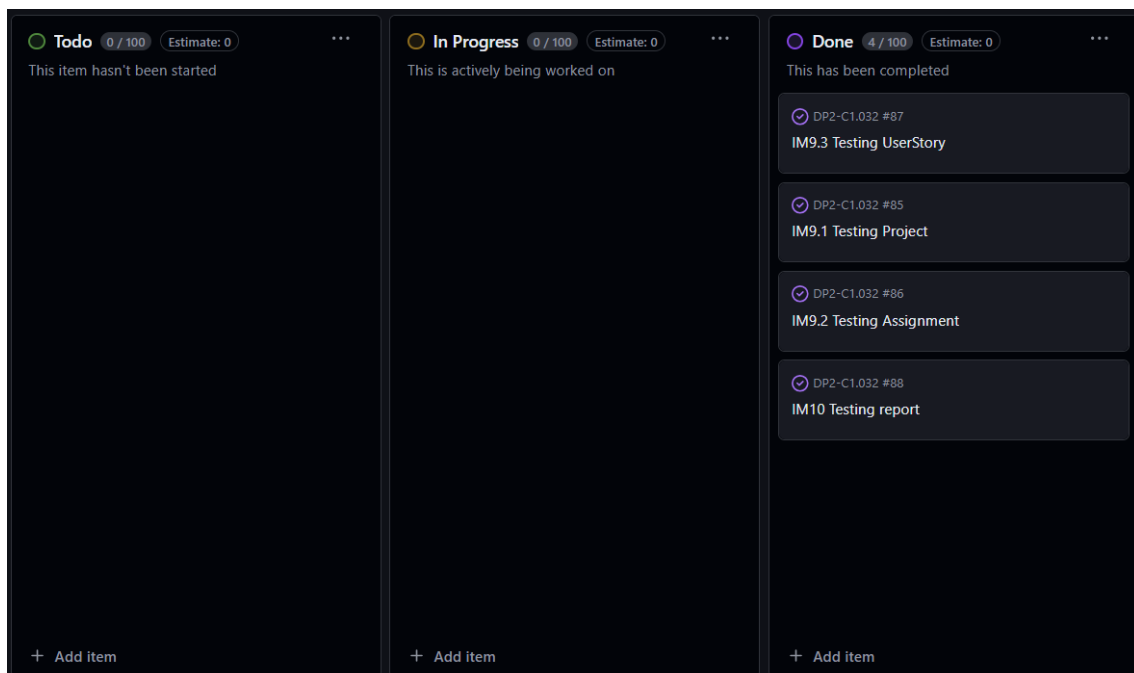 Todo 0 / 100 Estimate: 0 ...
This item hasn't been started
+ Add item
In Progress 0 / 100 Estimate: 0 ...
This is actively being worked on
+ Add item
Done 4 / 100 Estimate: 0 ...
This has been completed
DP2-C1.032 #87
IM9.3 Testing UserStory
DP2-C1.032 #85
IM9.1 Testing Project
DP2-C1.032 #86
IM9.2 Testing Assignment
DP2-C1.032 #88
IM10 Testing report
+ Add item